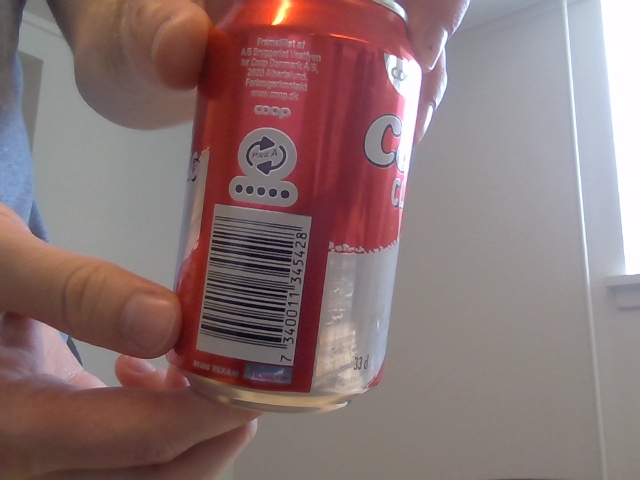 Fremstillet af
A/S Bryggeriet Vestfyen
for Coop Danmark A/S,
2620 Albertslund.
Forbrugerkontakt
www.coop.dk
coop
Pant A
7 340011 345428
33 cl